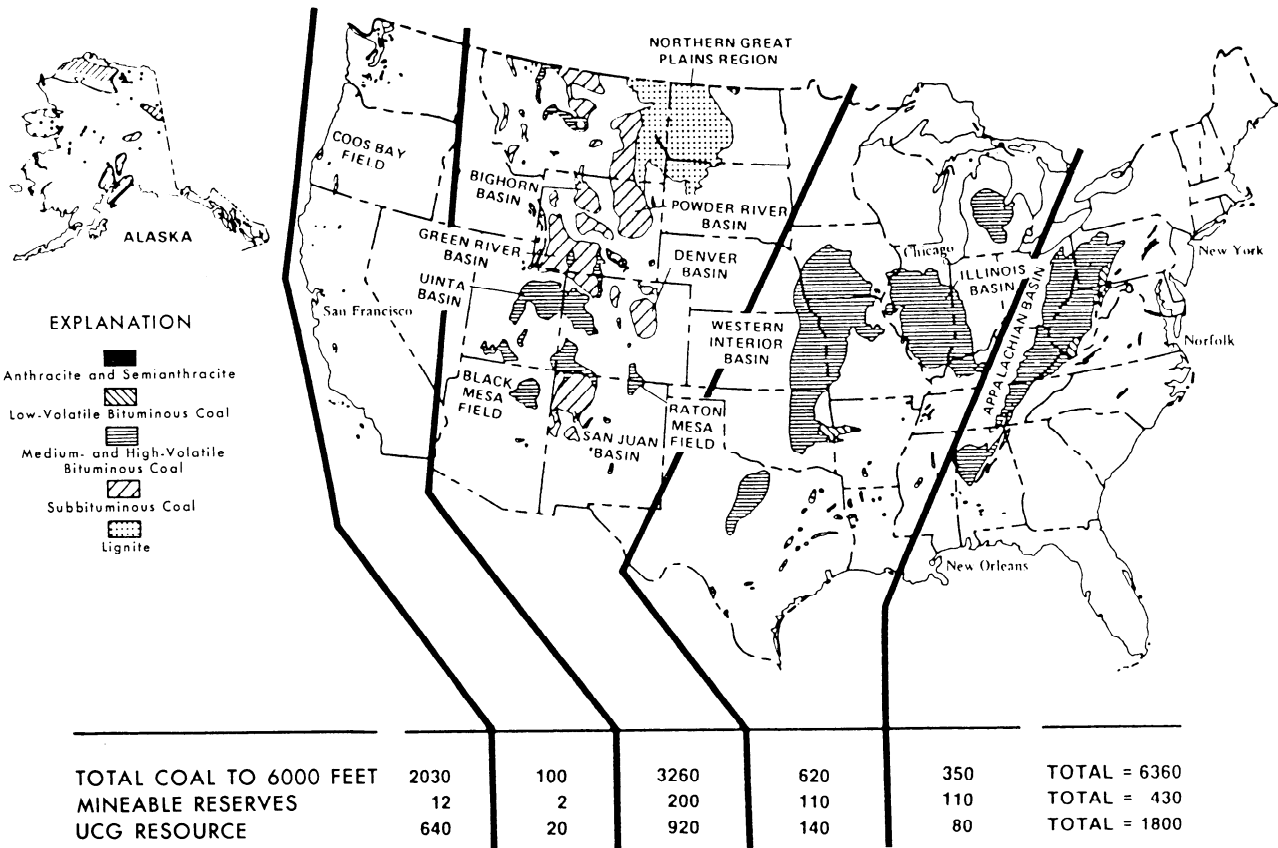 NORTHERN GREAT
PLAINS REGION
COOS BAY
FIELD
BIGHORN
BASIN
POWDER RIVER
BASIN
ALASKA
GREEN RIVER
BASIN
DENVER
BASIN
Chicago
ILLINOIS
BASIN
New York
UINTA
BASIN
San Francisco
WESTERN
INTERIOR
BASIN
APPALACHIAN BASIN
Norfolk
BLACK
MESA
FIELD
RATON
MESA
FIELD
SAN JUAN
BASIN
New Orleans
EXPLANATION
Anthracite and Semianthracite
Low-Volatile Bituminous Coal
Medium- and High-Volatile
Bituminous Coal
Subbituminous Coal
Lignite
TOTAL COAL TO 6000 FEET 2030 100 3260 620 350 TOTAL = 6360
MINEABLE RESERVES 12 2 200 110 110 TOTAL = 430
UCG RESOURCE 640 20 920 140 80 TOTAL = 1800